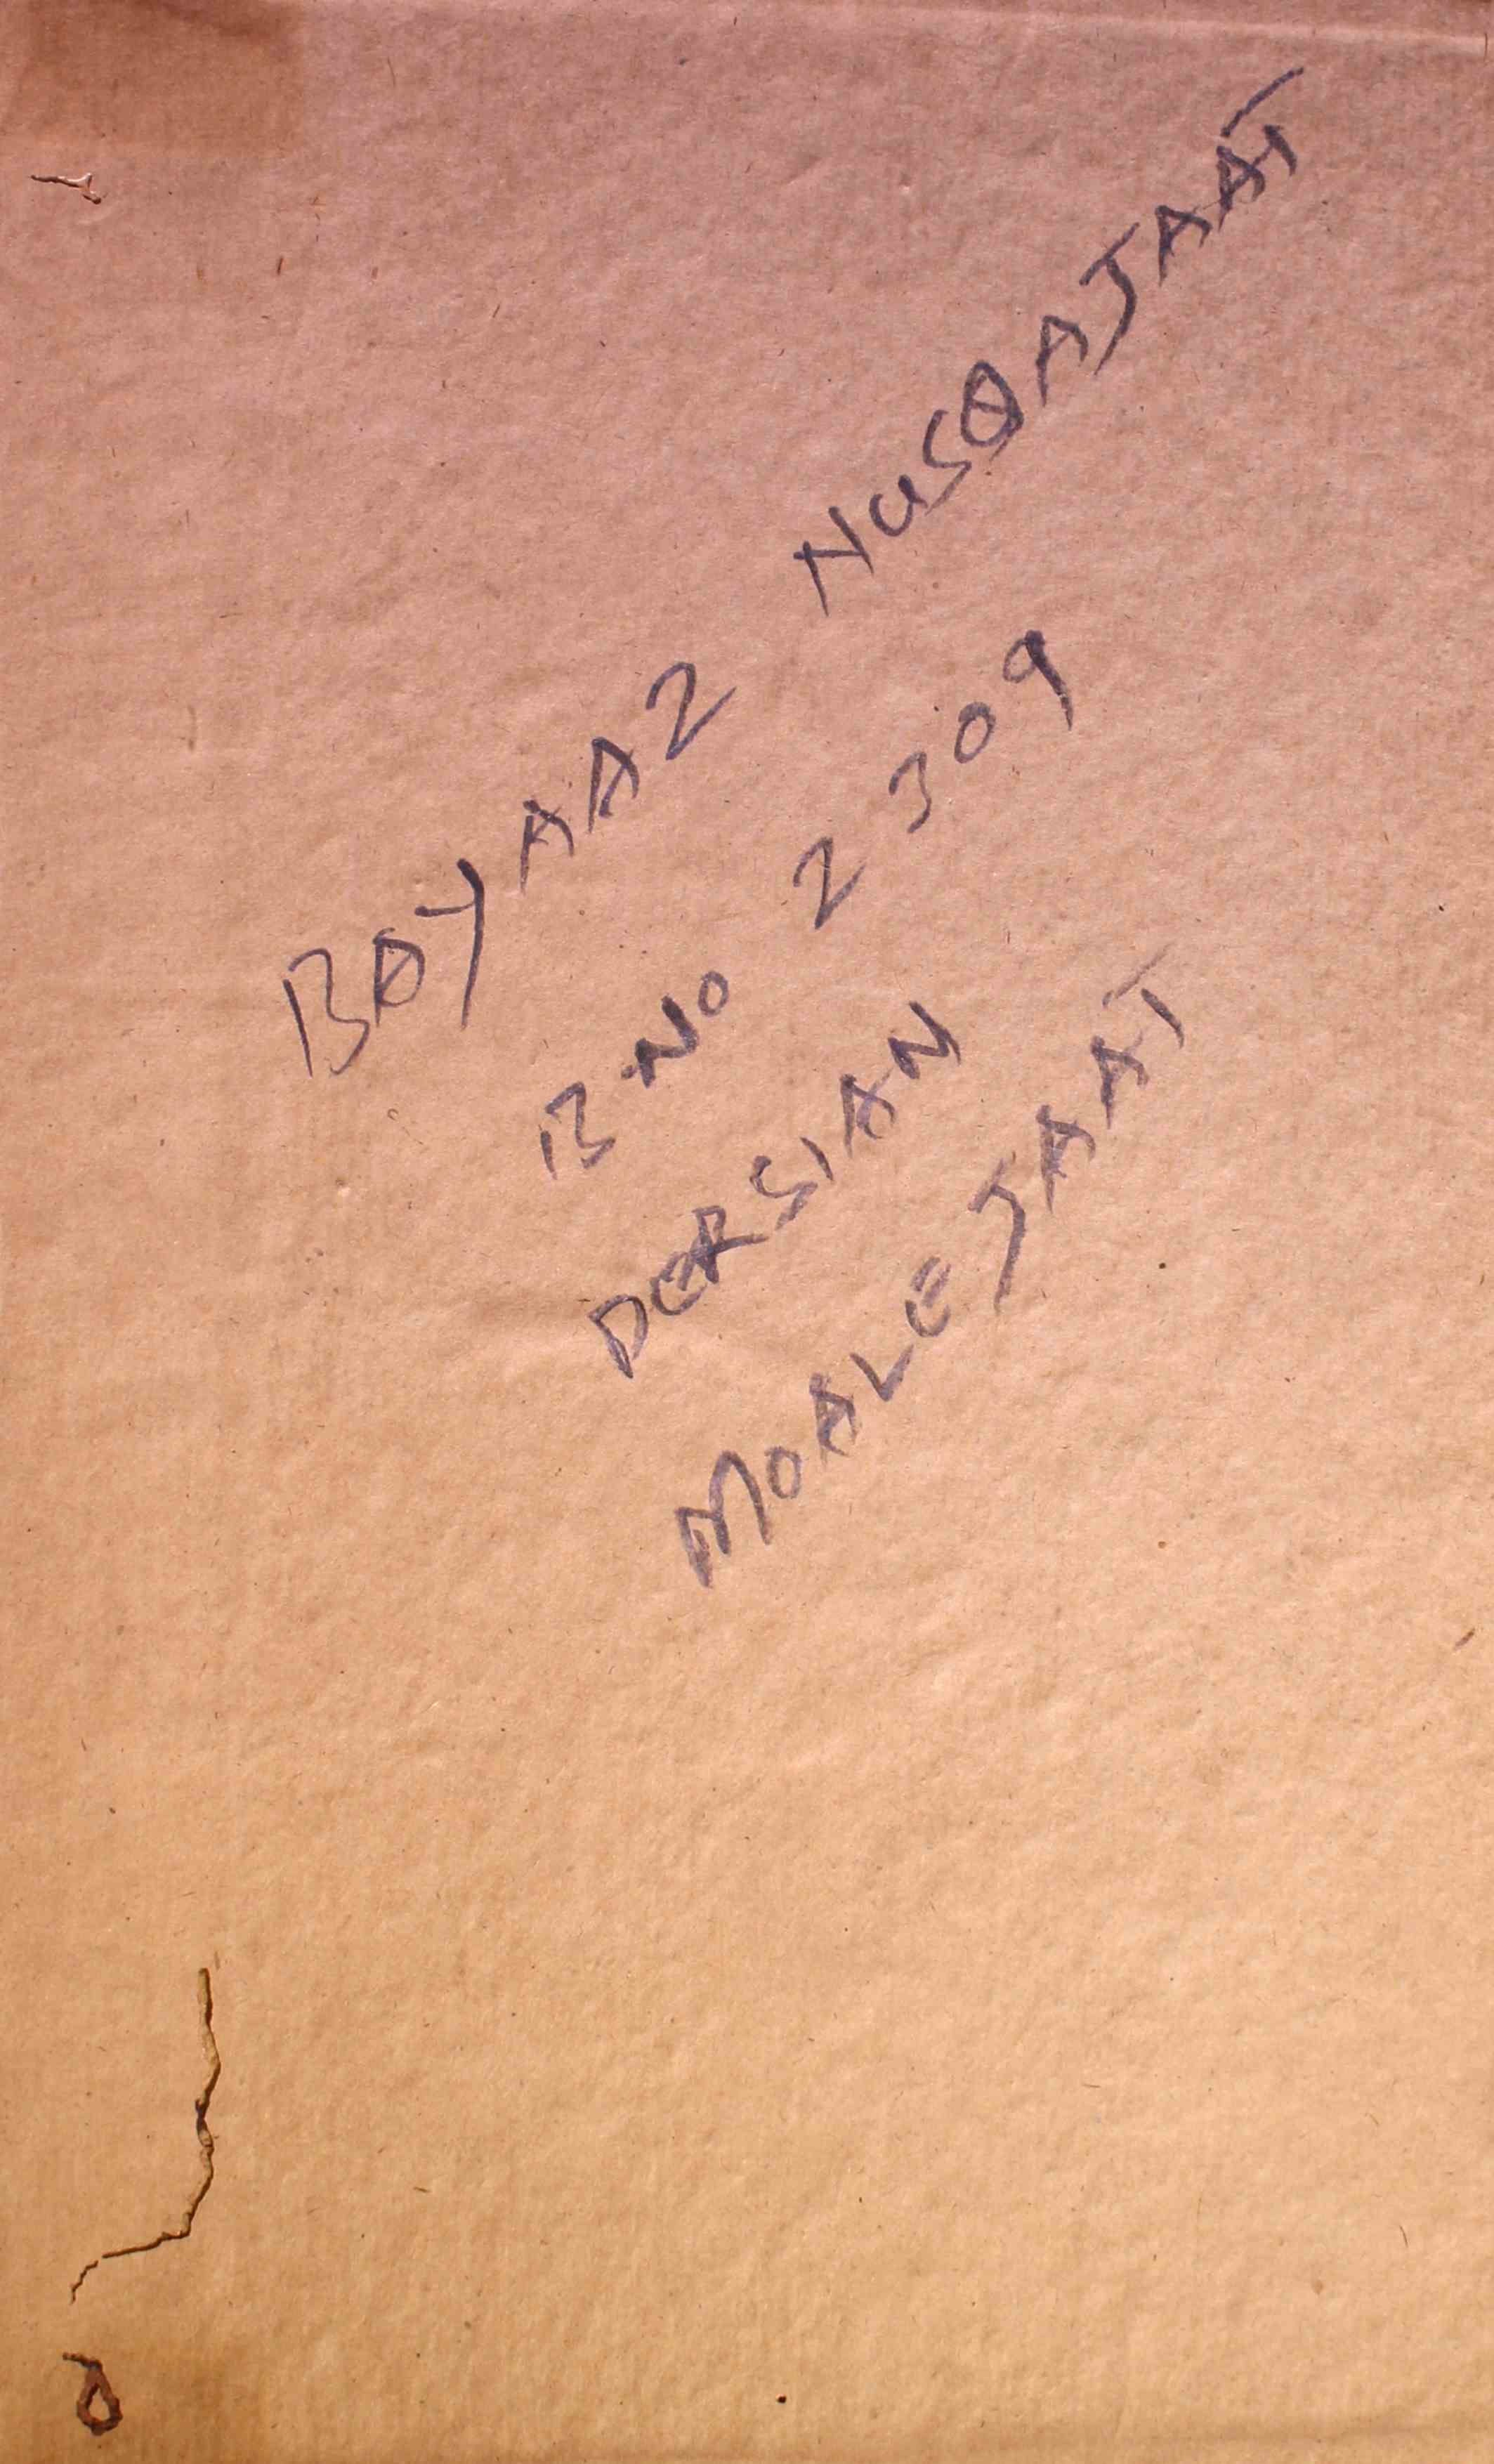 BAYAAZ NUSQAJAAT
B.No 2309
PERSIAN
MOALEJAAT